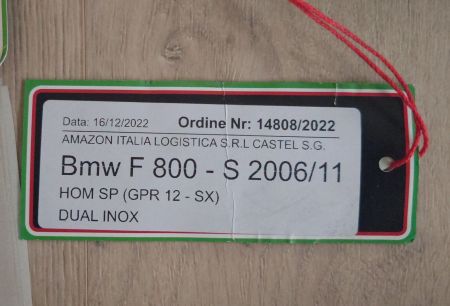 Data: 16/12/2022 Ordine Nr: 14808/2022
AMAZON ITALIA LOGISTICA S.R.L CASTEL S.G.
Bmw F 800 - S 2006/11
HOM SP (GPR 12 - SX)
DUAL INOX